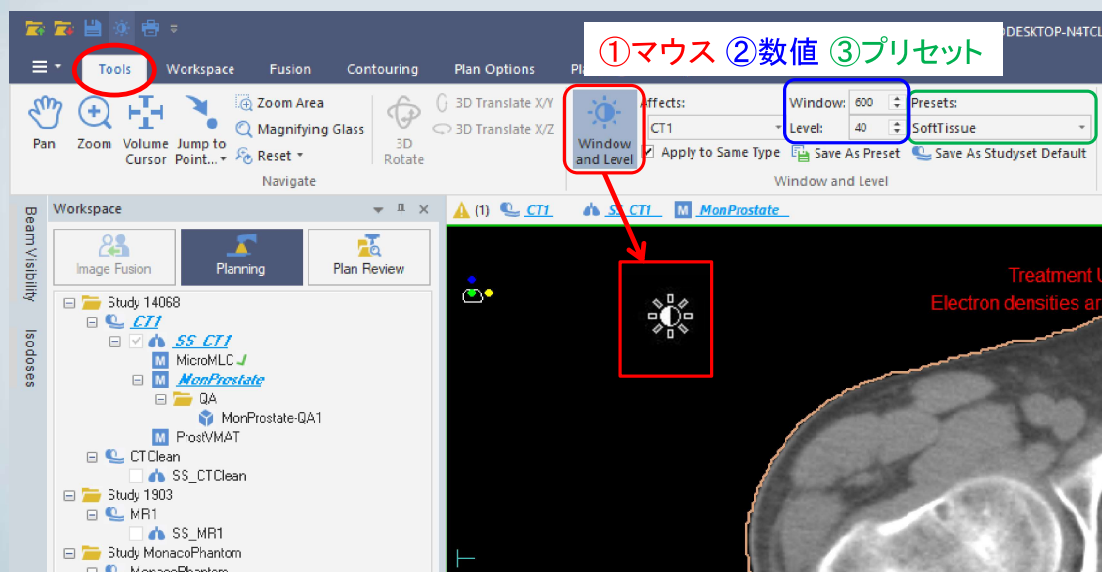 DESKTOP-N4TCL
①マウス ②数値 ③プリセット
Tools Workspace Fusion Contouring Plan Options Pl
Zoom Area
Magnifying Glass
Reset
Pan Zoom Volume Cursor Jump to Point...
3D Translate X/Y
3D Translate X/Z
3D Rotate
Navigate
Window and Level
Affects:
CT1
Apply to Same Type
Window: 600
Level: 40
Presets:
SoftTissue
Save As Preset Save As Studyset Default
Window and Level
Beam Visibility
Isodoses
Workspace
Image Fusion Planning Plan Review
Study 14068
CT1
SS_CT1
MicroMLC
MonProstate
QA
MonProstate-QA1
ProstVMAT
CTClean
SS_CTClean
Study 1903
MR1
SS_MR1
Study MonacoPhantom
MonacoPhantom
(1) CT1 SS_CT1 MonProstate
Treatment U
Electron densities ar